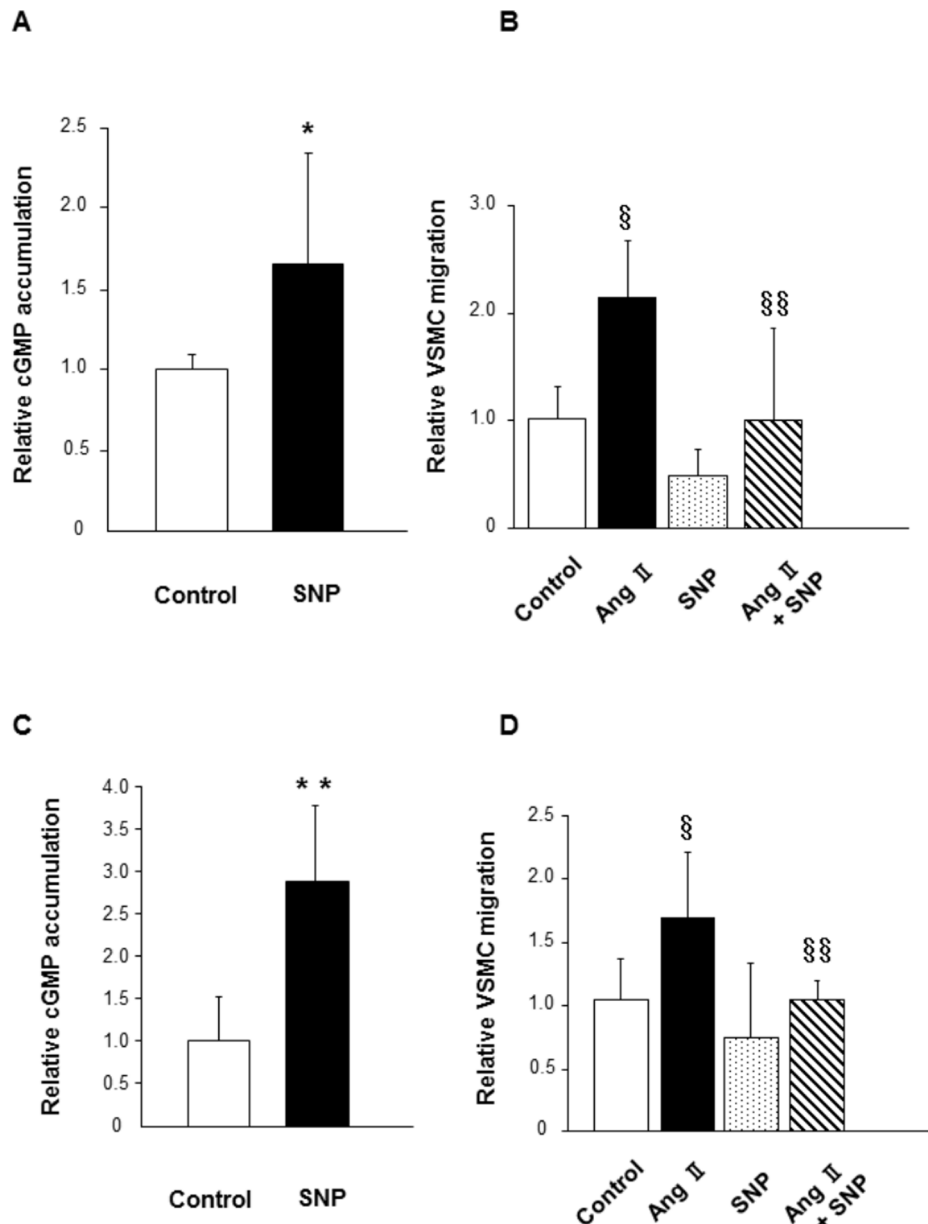 A
B
2.5
2.0
1.5
1.0
0.5
0
Relative cGMP accumulation
*
Control
SNP
3.0
2.0
1.0
0
Relative VSMC migration
§
§§
Control
Ang Ⅱ
SNP
Ang Ⅱ
+ SNP
C
D
4.0
3.5
3.0
2.5
2.0
1.5
1.0
0.5
0
Relative cGMP accumulation
* *
Control
SNP
2.5
2.0
1.5
1.0
0.5
0
Relative VSMC migration
§
§§
Control
Ang Ⅱ
SNP
Ang Ⅱ
+ SNP